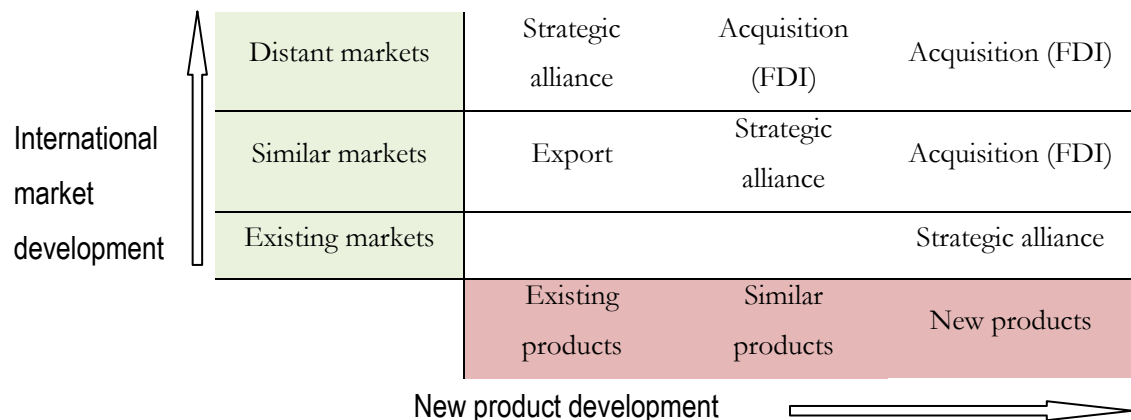 Distant markets
Strategic
alliance
Acquisition
(FDI)
Acquisition (FDI)
International
market
development
Similar markets
Export
Strategic
alliance
Acquisition (FDI)
Existing markets
Strategic alliance
Existing
products
Similar
products
New products
New product development